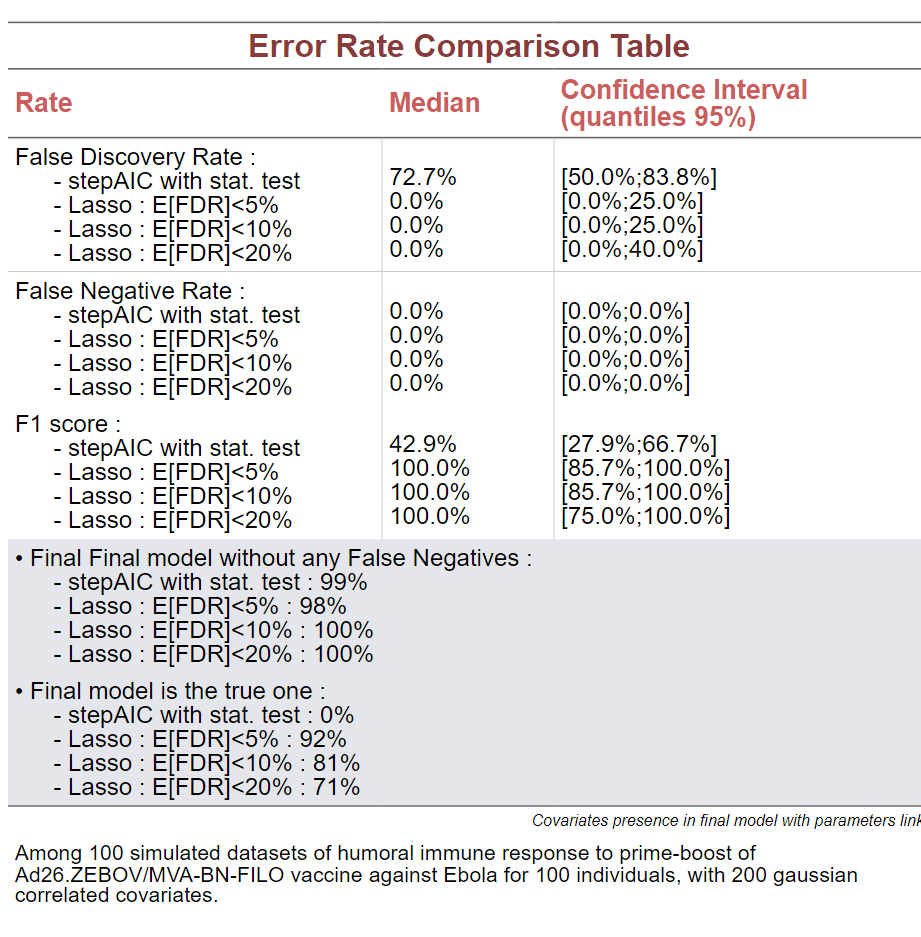 Error Rate Comparison Table
Rate Median Confidence Interval (quantiles 95%)
False Discovery Rate :
- stepAIC with stat. test 72.7% [50.0%;83.8%]
- Lasso : E[FDR]<5% 0.0% [0.0%;25.0%]
- Lasso : E[FDR]<10% 0.0% [0.0%;25.0%]
- Lasso : E[FDR]<20% 0.0% [0.0%;40.0%]
False Negative Rate :
- stepAIC with stat. test 0.0% [0.0%;0.0%]
- Lasso : E[FDR]<5% 0.0% [0.0%;0.0%]
- Lasso : E[FDR]<10% 0.0% [0.0%;0.0%]
- Lasso : E[FDR]<20% 0.0% [0.0%;0.0%]
F1 score :
- stepAIC with stat. test 42.9% [27.9%;66.7%]
- Lasso : E[FDR]<5% 100.0% [85.7%;100.0%]
- Lasso : E[FDR]<10% 100.0% [85.7%;100.0%]
- Lasso : E[FDR]<20% 100.0% [75.0%;100.0%]
• Final Final model without any False Negatives :
- stepAIC with stat. test : 99%
- Lasso : E[FDR]<5% : 98%
- Lasso : E[FDR]<10% : 100%
- Lasso : E[FDR]<20% : 100%
• Final model is the true one :
- stepAIC with stat. test : 0%
- Lasso : E[FDR]<5% : 92%
- Lasso : E[FDR]<10% : 81%
- Lasso : E[FDR]<20% : 71%
Covariates presence in final model with parameters link
Among 100 simulated datasets of humoral immune response to prime-boost of
Ad26.ZEBOV/MVA-BN-FILO vaccine against Ebola for 100 individuals, with 200 gaussian
correlated covariates.